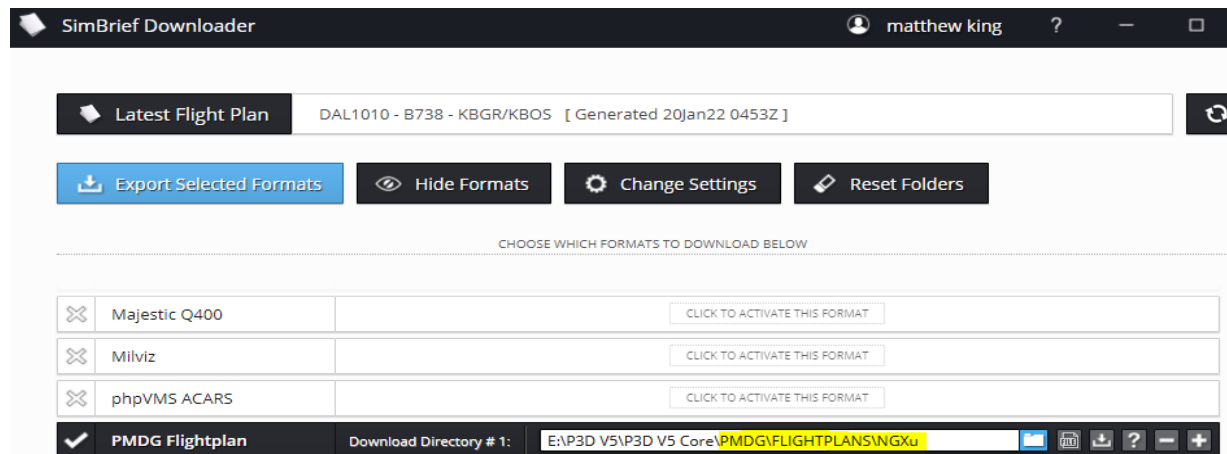 SimBrief Downloader matthew king ?
Latest Flight Plan DAL1010 - B738 - KBGR/KBOS [ Generated 20Jan22 0453Z ]
Export Selected Formats Hide Formats Change Settings Reset Folders
CHOOSE WHICH FORMATS TO DOWNLOAD BELOW
Majestic Q400 CLICK TO ACTIVATE THIS FORMAT
Milviz CLICK TO ACTIVATE THIS FORMAT
phpVMS ACARS CLICK TO ACTIVATE THIS FORMAT
PMDG Flightplan Download Directory # 1: E:\P3D V5\P3D V5 Core\PMDG\FLIGHTPLANS\NGXu FILE ?